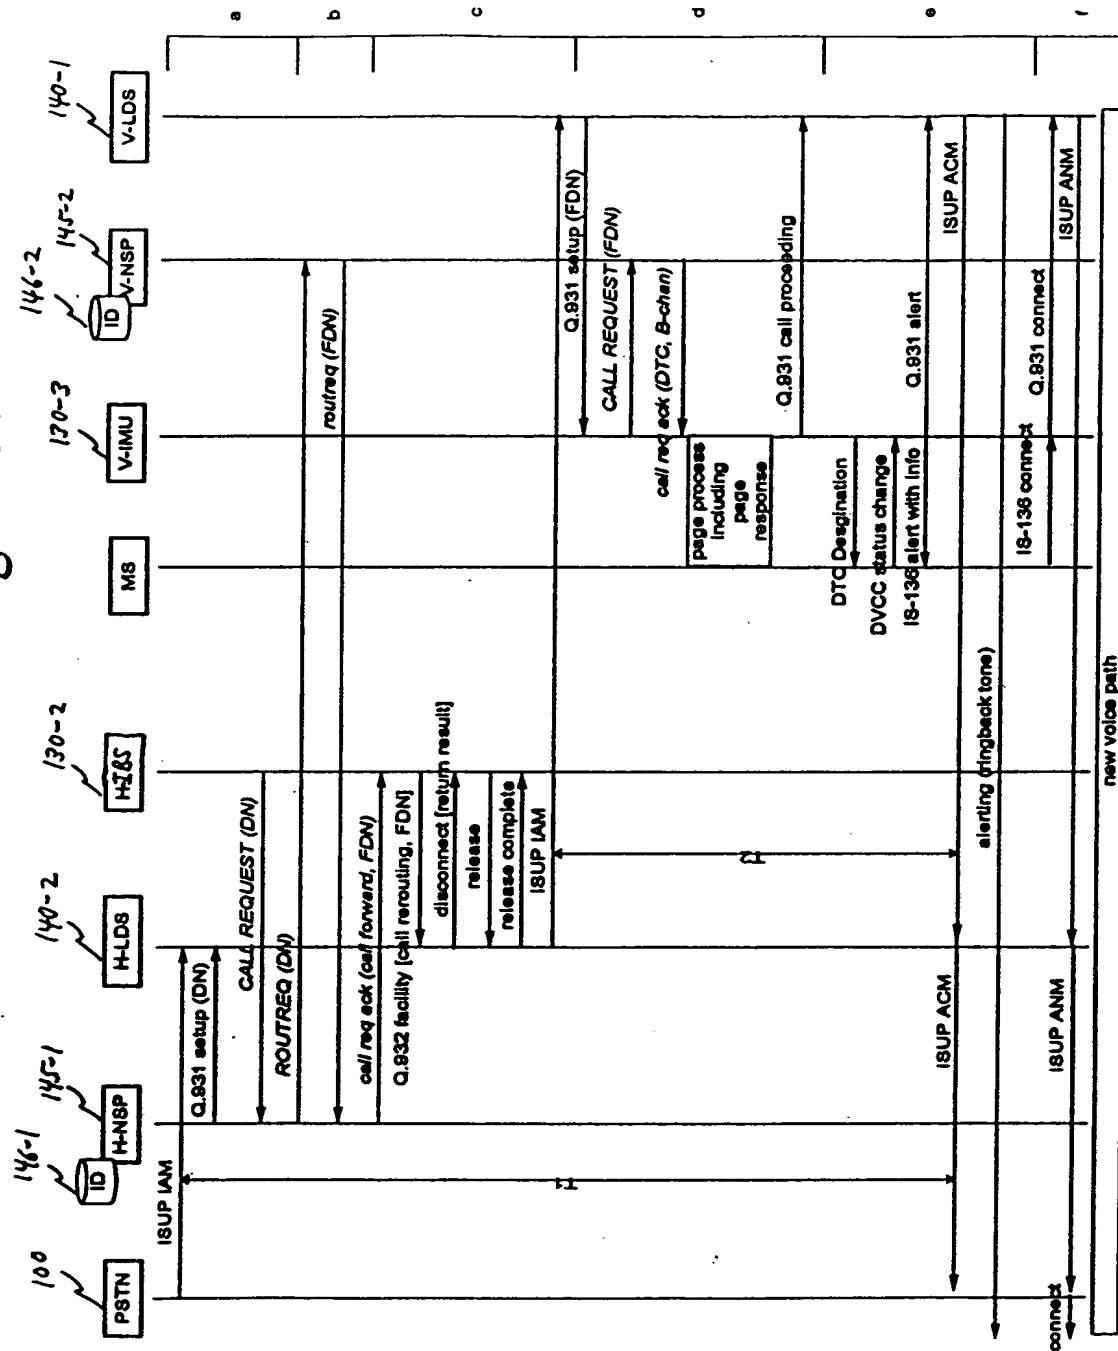 100
PSTN
146-1
ID
145-1
H-NSP
140-2
H-LDS
130-2
H-IBS
MS
130-3
V-IMU
146-2
ID
145-2
V-NSP
140-1
V-LDS
a
ISUP IAM
Q.931 setup (DN)
CALL REQUEST (DN)
b
ROUTREQ (DN)
routreq (FDN)
c
call req ack (call forward, FDN)
Q.932 facility [call rerouting, FDN]
disconnect [return result]
release
release complete
ISUP IAM
d
Q.931 setup (FDN)
CALL REQUEST (FDN)
call req ack (DTC, B-chan)
page process
including
page
response
Q.931 call proceeding
T1
T2
e
DTC Desgination
DVCC status change
IS-136 alert with info
Q.931 alert
ISUP ACM
ISUP ACM
alerting (ringback tone)
f
IS-136 connect
Q.931 connect
ISUP ANM
ISUP ANM
connect
new voice path